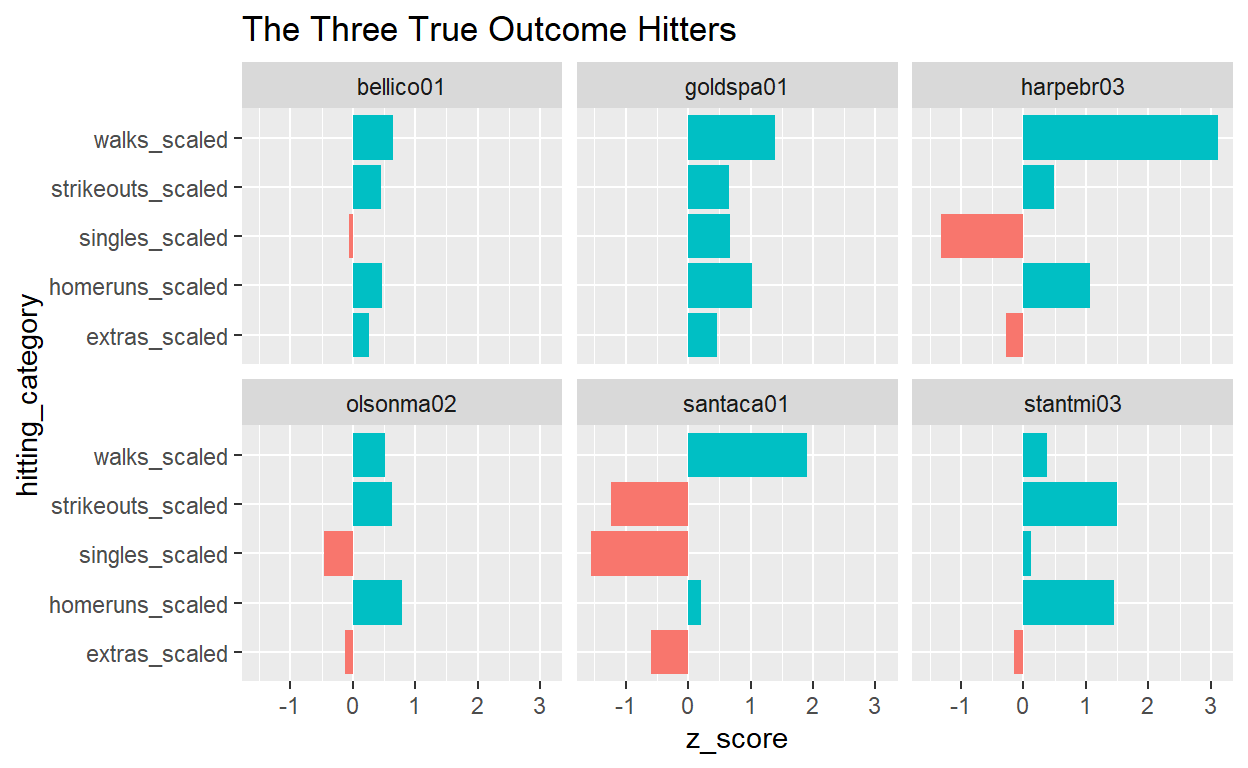 The Three True Outcome Hitters
bellico01
goldspa01
harpebr03
walks_scaled
strikeouts_scaled
singles_scaled
homeruns_scaled
extras_scaled
hitting_category
olsonma02
santaca01
stantmi03
walks_scaled
strikeouts_scaled
singles_scaled
homeruns_scaled
extras_scaled
-1 0 1 2 3
-1 0 1 2 3
-1 0 1 2 3
z_score